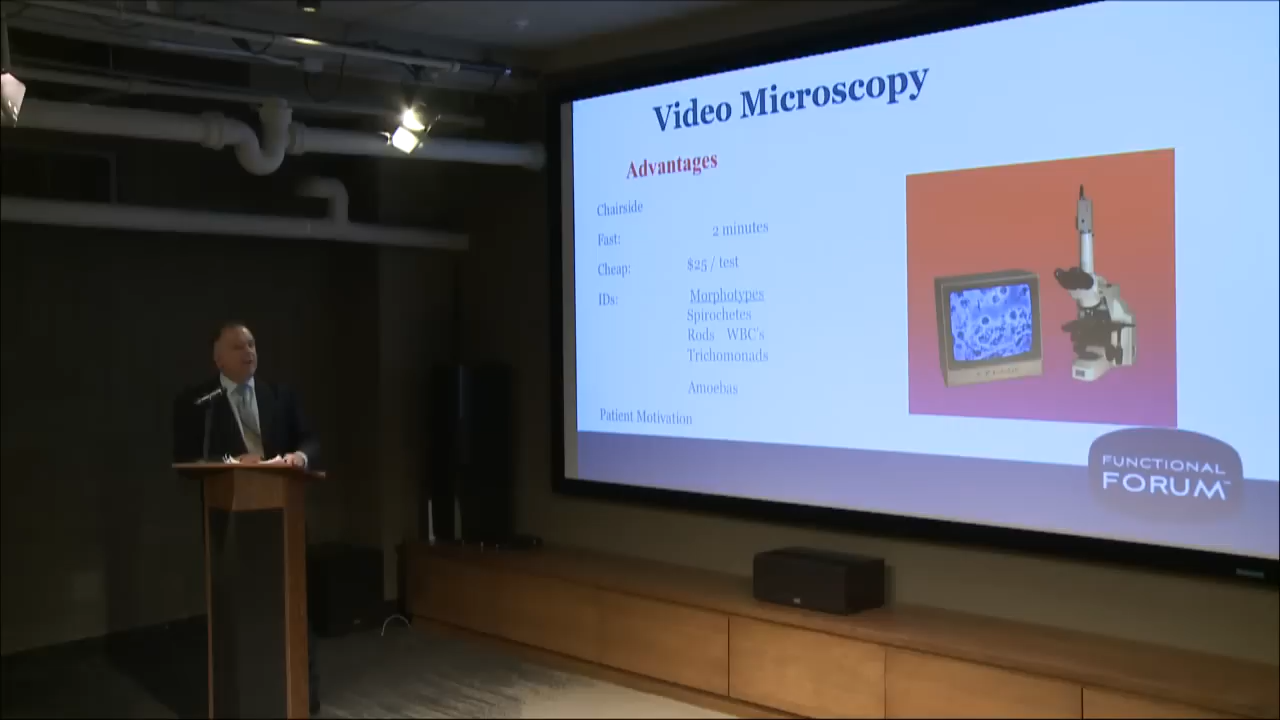 Video Microscopy
Advantages
Chairside
Fast: 2 minutes
Cheap: $25 / test
IDs: Morphotypes
Spirochetes
Rods WBC's
Trichomonads
Amoebas
Patient Motivation
FUNCTIONAL
FORUM